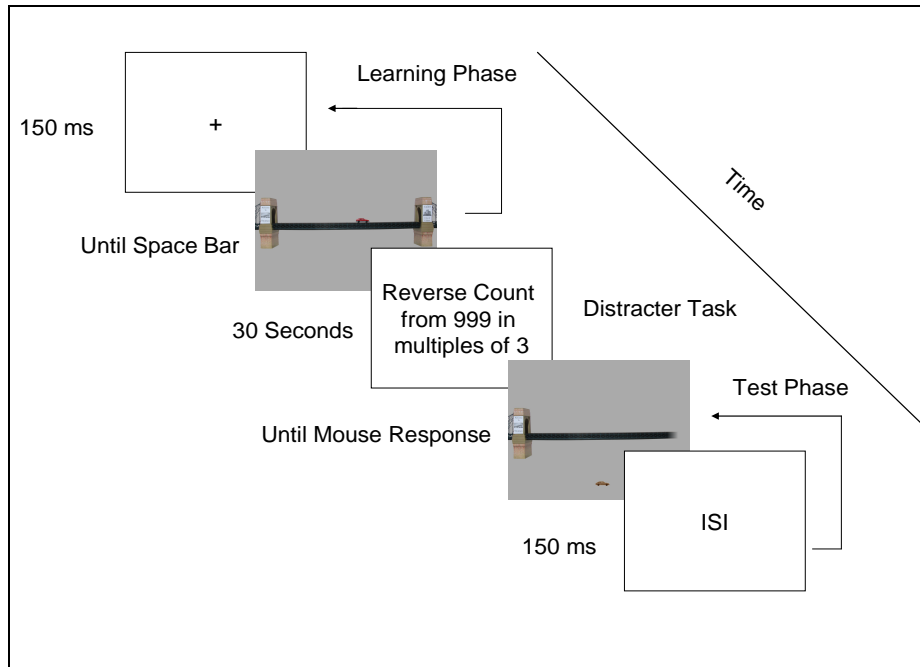 Learning Phase
150 ms
+
Time
Until Space Bar
Reverse Count
from 999 in
multiples of 3
Distracter Task
30 Seconds
Test Phase
Until Mouse Response
ISI
150 ms